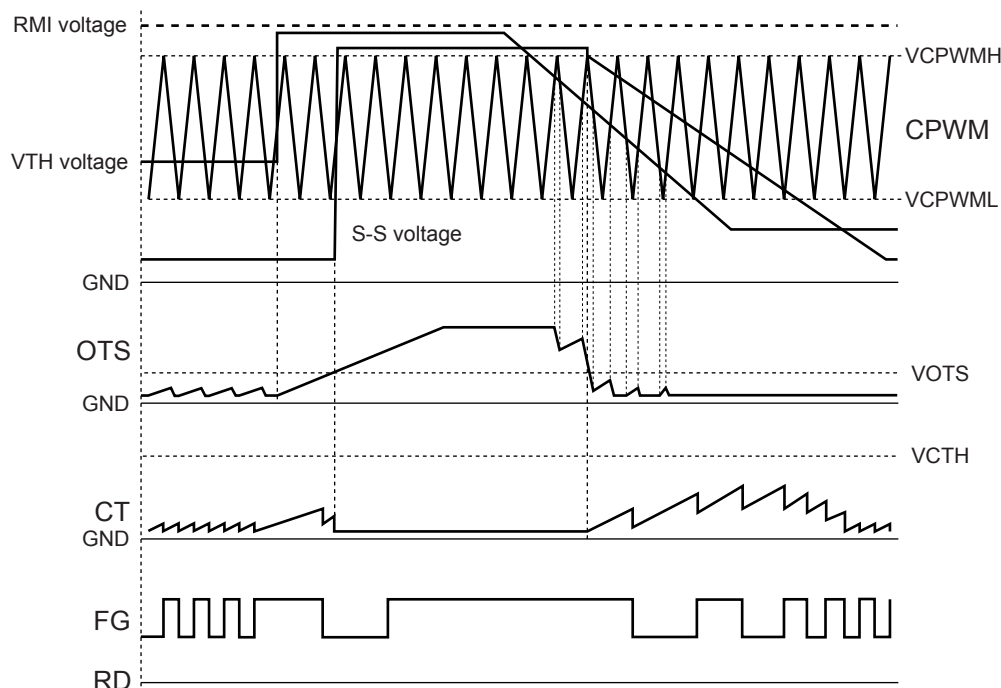 RMI voltage
VCPWMH
CPWM
VTH voltage
VCPWML
S-S voltage
GND
OTS
VOTS
GND
VCTH
CT
GND
FG
RD